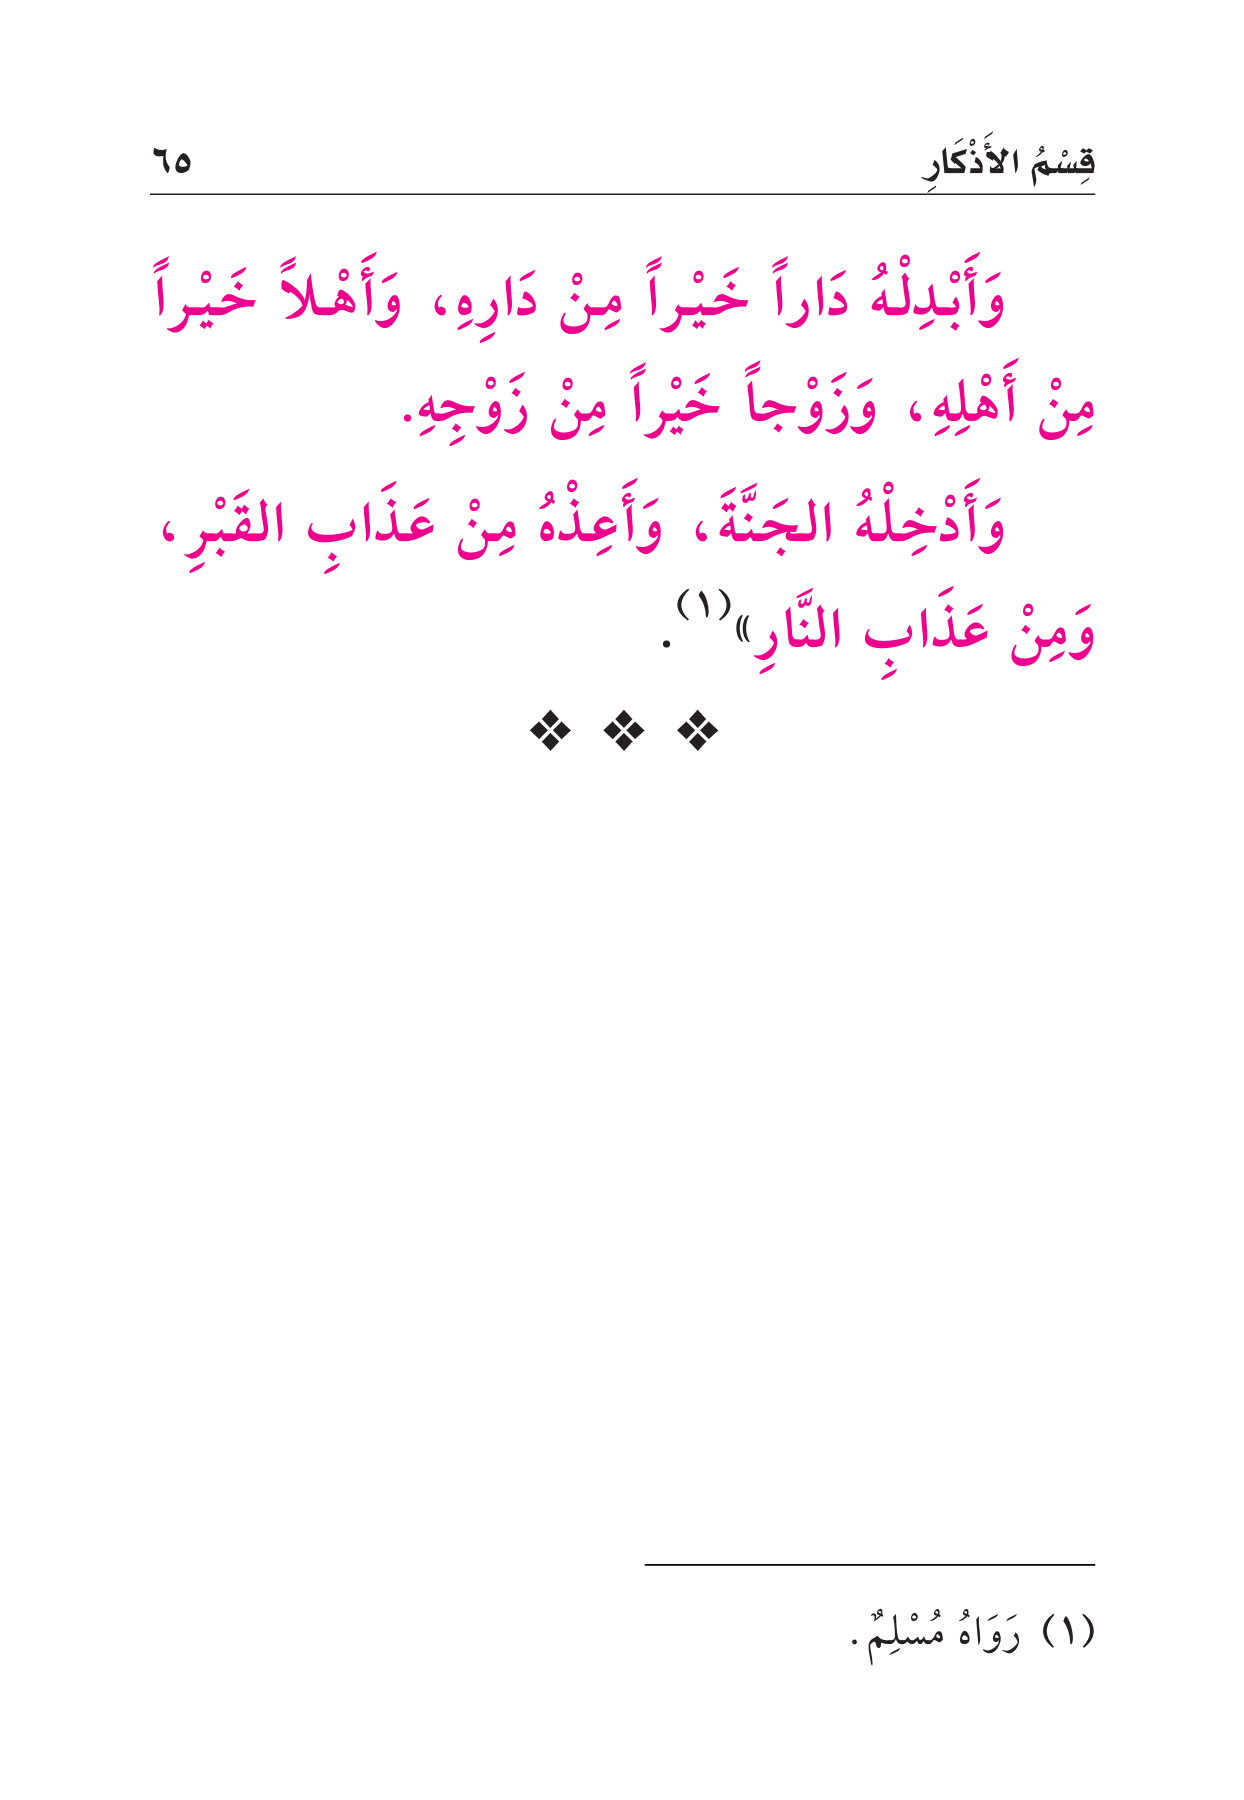 قِسْمُ الأَذْكَارِ ٦٥
وَأَبْدِلْهُ دَاراً خَيْراً مِنْ دَارِهِ، وَأَهْلاً خَيْراً
مِنْ أَهْلِهِ، وَزَوْجاً خَيْراً مِنْ زَوْجِهِ.
وَأَدْخِلْهُ الجَنَّةَ، وَأَعِذْهُ مِنْ عَذَابِ القَبْرِ،
وَمِنْ عَذَابِ النَّارِ»(١).
❖ ❖ ❖
(١) رَوَاهُ مُسْلِمٌ.